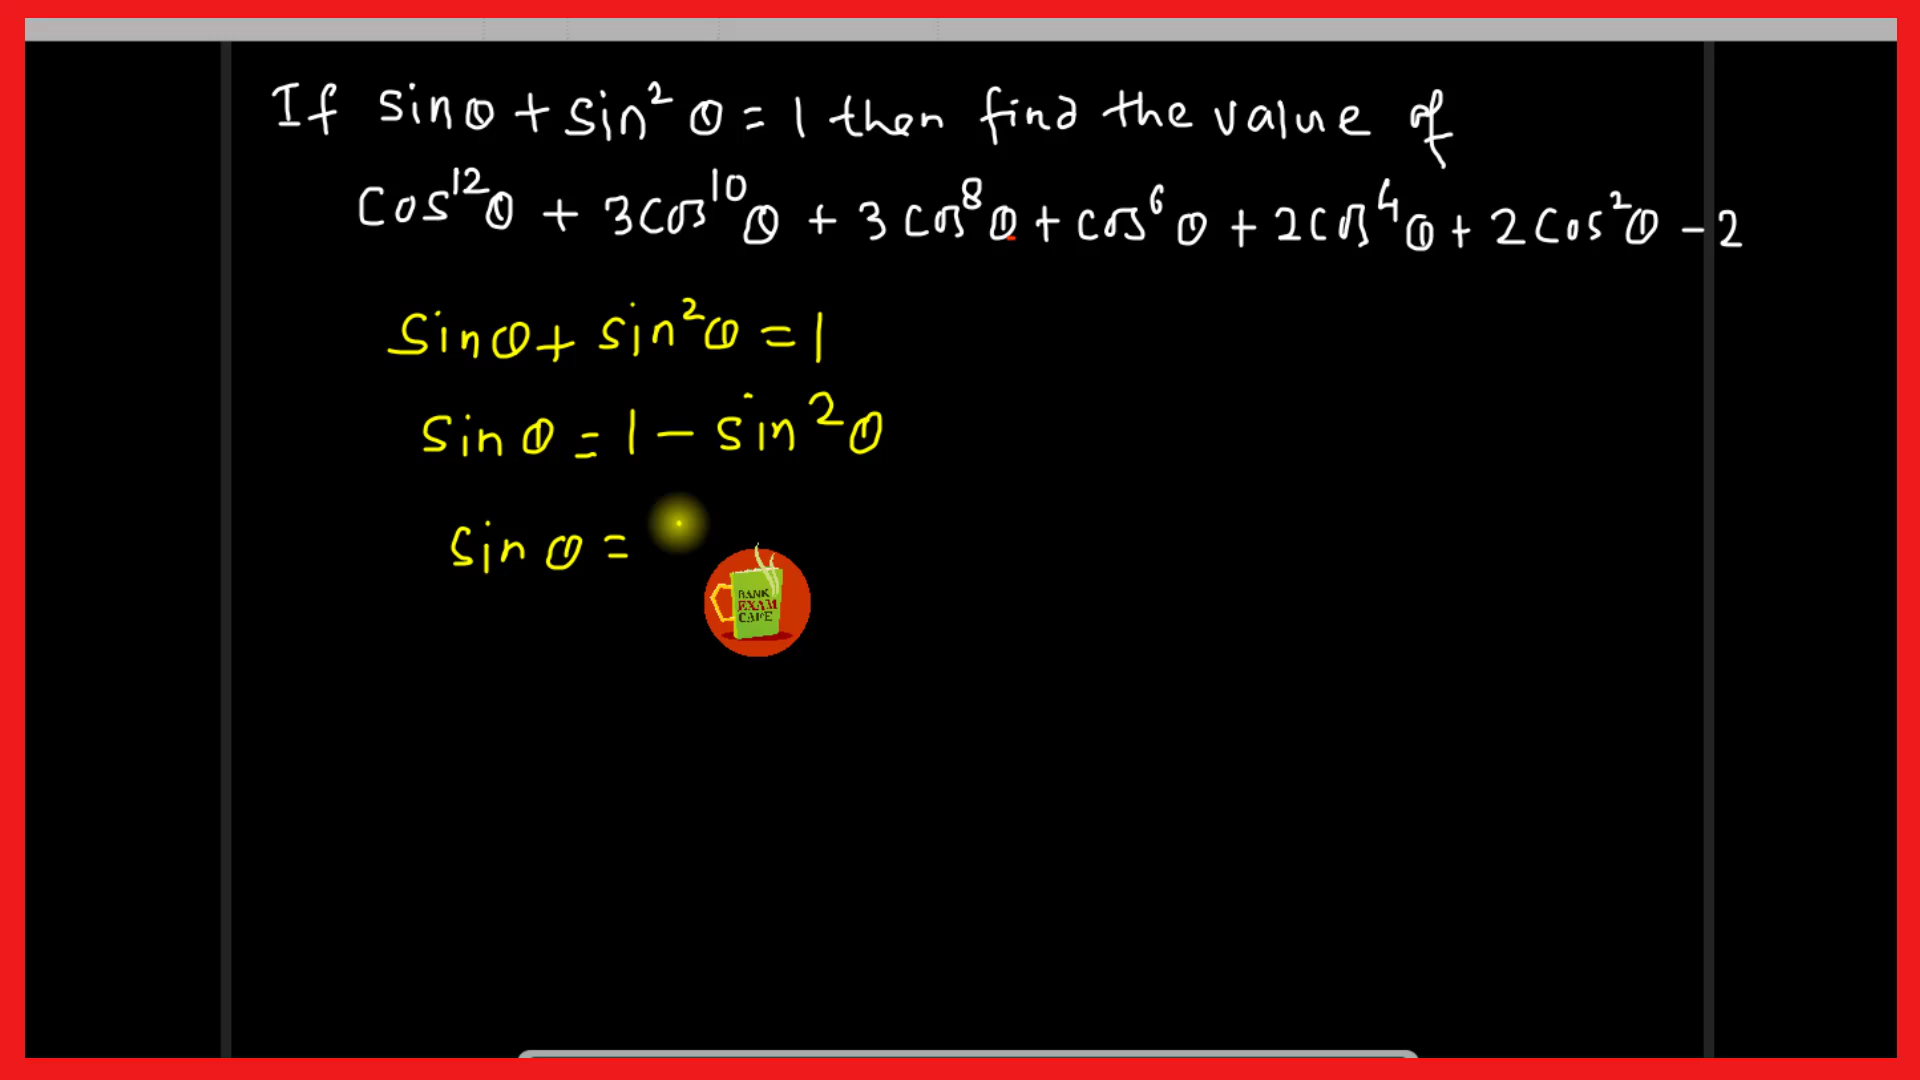 If sinθ + sin²θ = 1 then find the value of
cos¹²θ + 3cos¹⁰θ + 3cos⁸θ + cos⁶θ + 2cos⁴θ + 2cos²θ - 2
sinθ + sin²θ = 1
sinθ = 1 - sin²θ
sinθ =
BANK
EXAM
CAFE